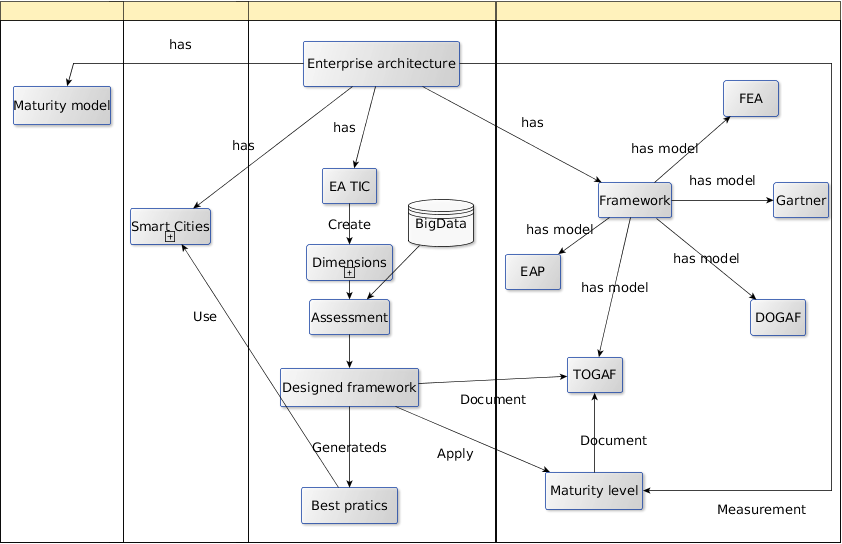 has
Enterprise architecture
Maturity model
FEA
has
has
has
has model
EA TIC
has model
Framework
Gartner
Smart Cities
Create
BigData
has model
Dimensions
has model
EAP
has model
Use
Assessment
DOGAF
TOGAF
Designed framework
Document
Generateds
Document
Apply
Maturity level
Best pratics
Measurement